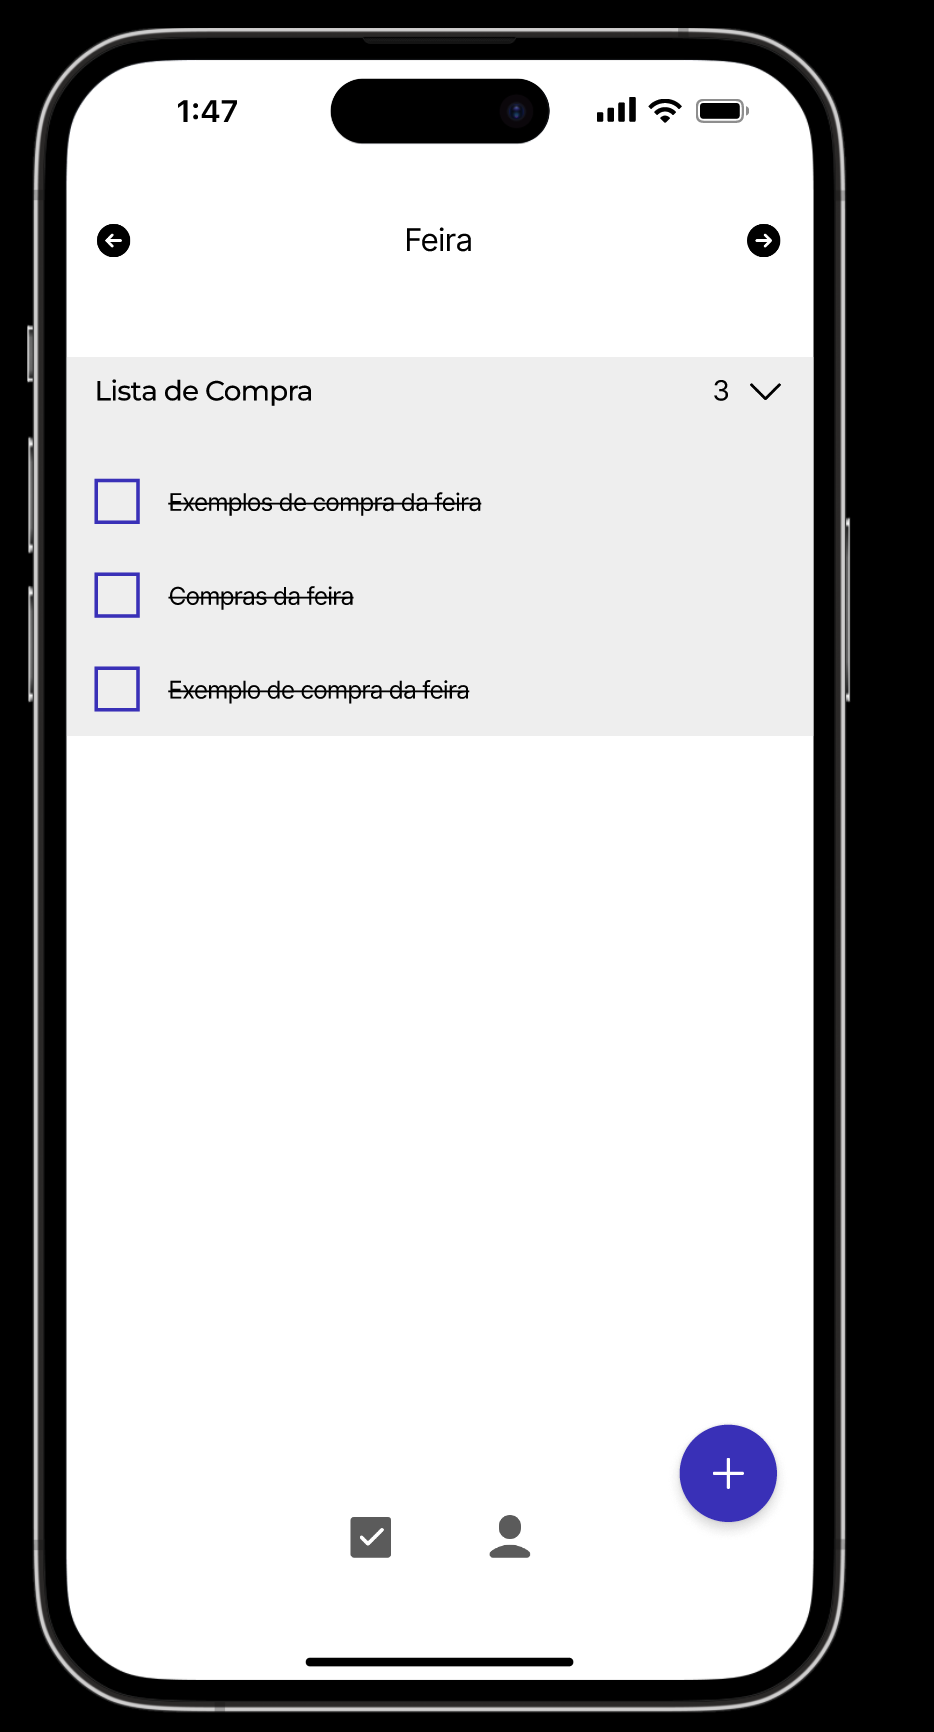 1:47
Feira
Lista de Compra 3
Exemplos de compra da feira
Compras da feira
Exemplo de compra da feira